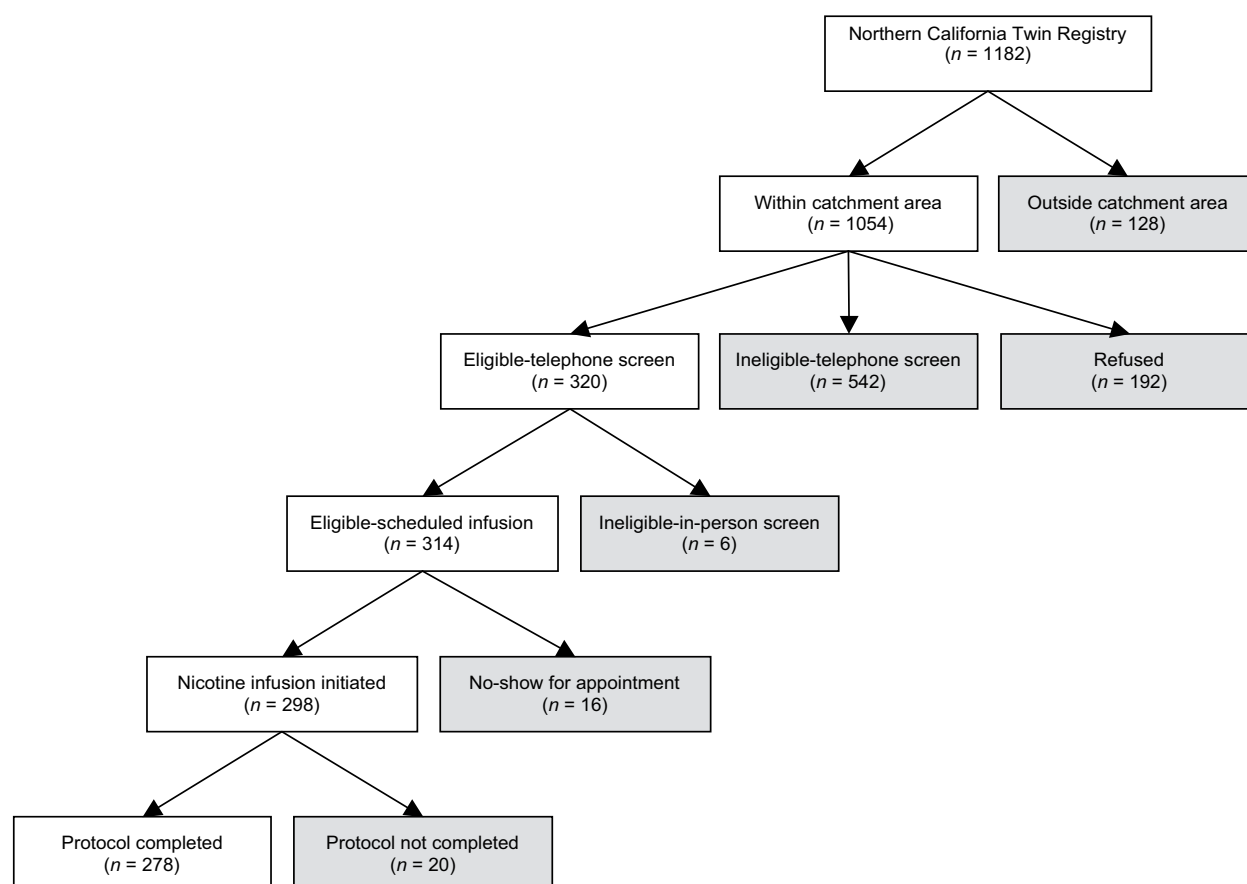 Northern California Twin Registry
(n = 1182)
Within catchment area
(n = 1054)
Outside catchment area
(n = 128)
Eligible-telephone screen
(n = 320)
Ineligible-telephone screen
(n = 542)
Refused
(n = 192)
Eligible-scheduled infusion
(n = 314)
Ineligible-in-person screen
(n = 6)
Nicotine infusion initiated
(n = 298)
No-show for appointment
(n = 16)
Protocol completed
(n = 278)
Protocol not completed
(n = 20)